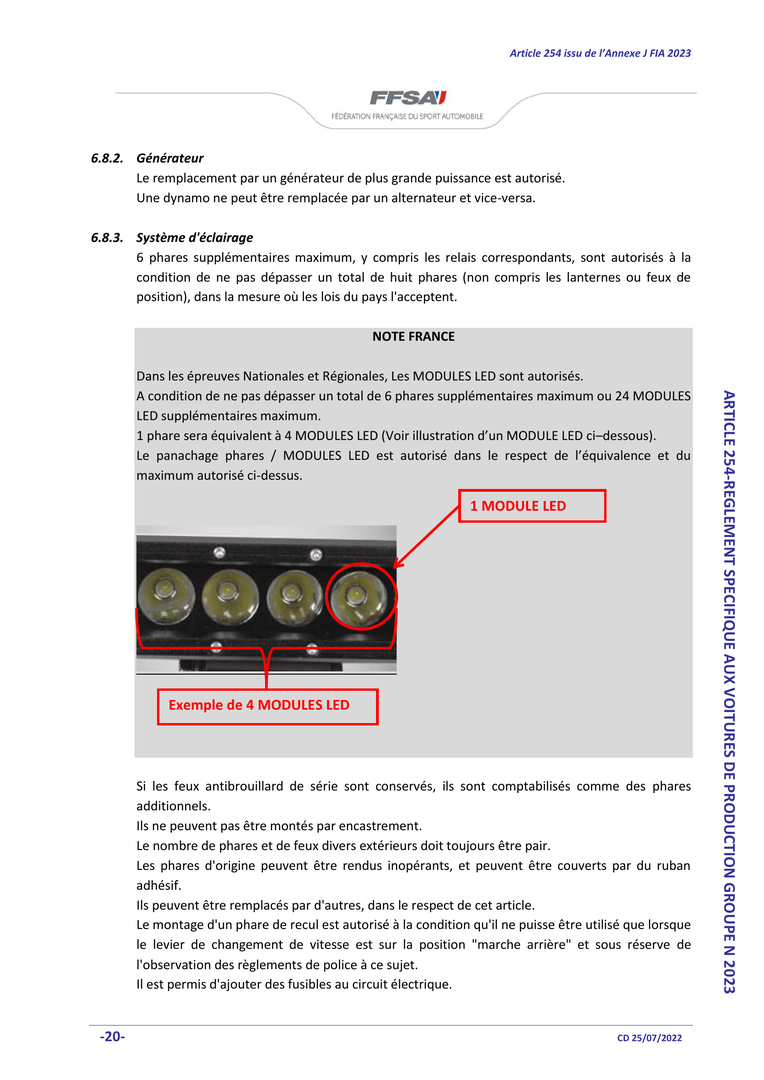 Article 254 issu de l’Annexe J FIA 2023
FFSA
FÉDÉRATION FRANÇAISE DU SPORT AUTOMOBILE
6.8.2. Générateur
Le remplacement par un générateur de plus grande puissance est autorisé.
Une dynamo ne peut être remplacée par un alternateur et vice-versa.
6.8.3. Système d'éclairage
6 phares supplémentaires maximum, y compris les relais correspondants, sont autorisés à la
condition de ne pas dépasser un total de huit phares (non compris les lanternes ou feux de
position), dans la mesure où les lois du pays l'acceptent.
NOTE FRANCE
Dans les épreuves Nationales et Régionales, Les MODULES LED sont autorisés.
A condition de ne pas dépasser un total de 6 phares supplémentaires maximum ou 24 MODULES
LED supplémentaires maximum.
1 phare sera équivalent à 4 MODULES LED (Voir illustration d’un MODULE LED ci–dessous).
Le panachage phares / MODULES LED est autorisé dans le respect de l’équivalence et du
maximum autorisé ci-dessus.
1 MODULE LED
Exemple de 4 MODULES LED
Si les feux antibrouillard de série sont conservés, ils sont comptabilisés comme des phares
additionnels.
Ils ne peuvent pas être montés par encastrement.
Le nombre de phares et de feux divers extérieurs doit toujours être pair.
Les phares d'origine peuvent être rendus inopérants, et peuvent être couverts par du ruban
adhésif.
Ils peuvent être remplacés par d'autres, dans le respect de cet article.
Le montage d'un phare de recul est autorisé à la condition qu'il ne puisse être utilisé que lorsque
le levier de changement de vitesse est sur la position "marche arrière" et sous réserve de
l'observation des règlements de police à ce sujet.
Il est permis d'ajouter des fusibles au circuit électrique.
ARTICLE 254-REGLEMENT SPECIFIQUE AUX VOITURES DE PRODUCTION GROUPE N 2023
-20-
CD 25/07/2022